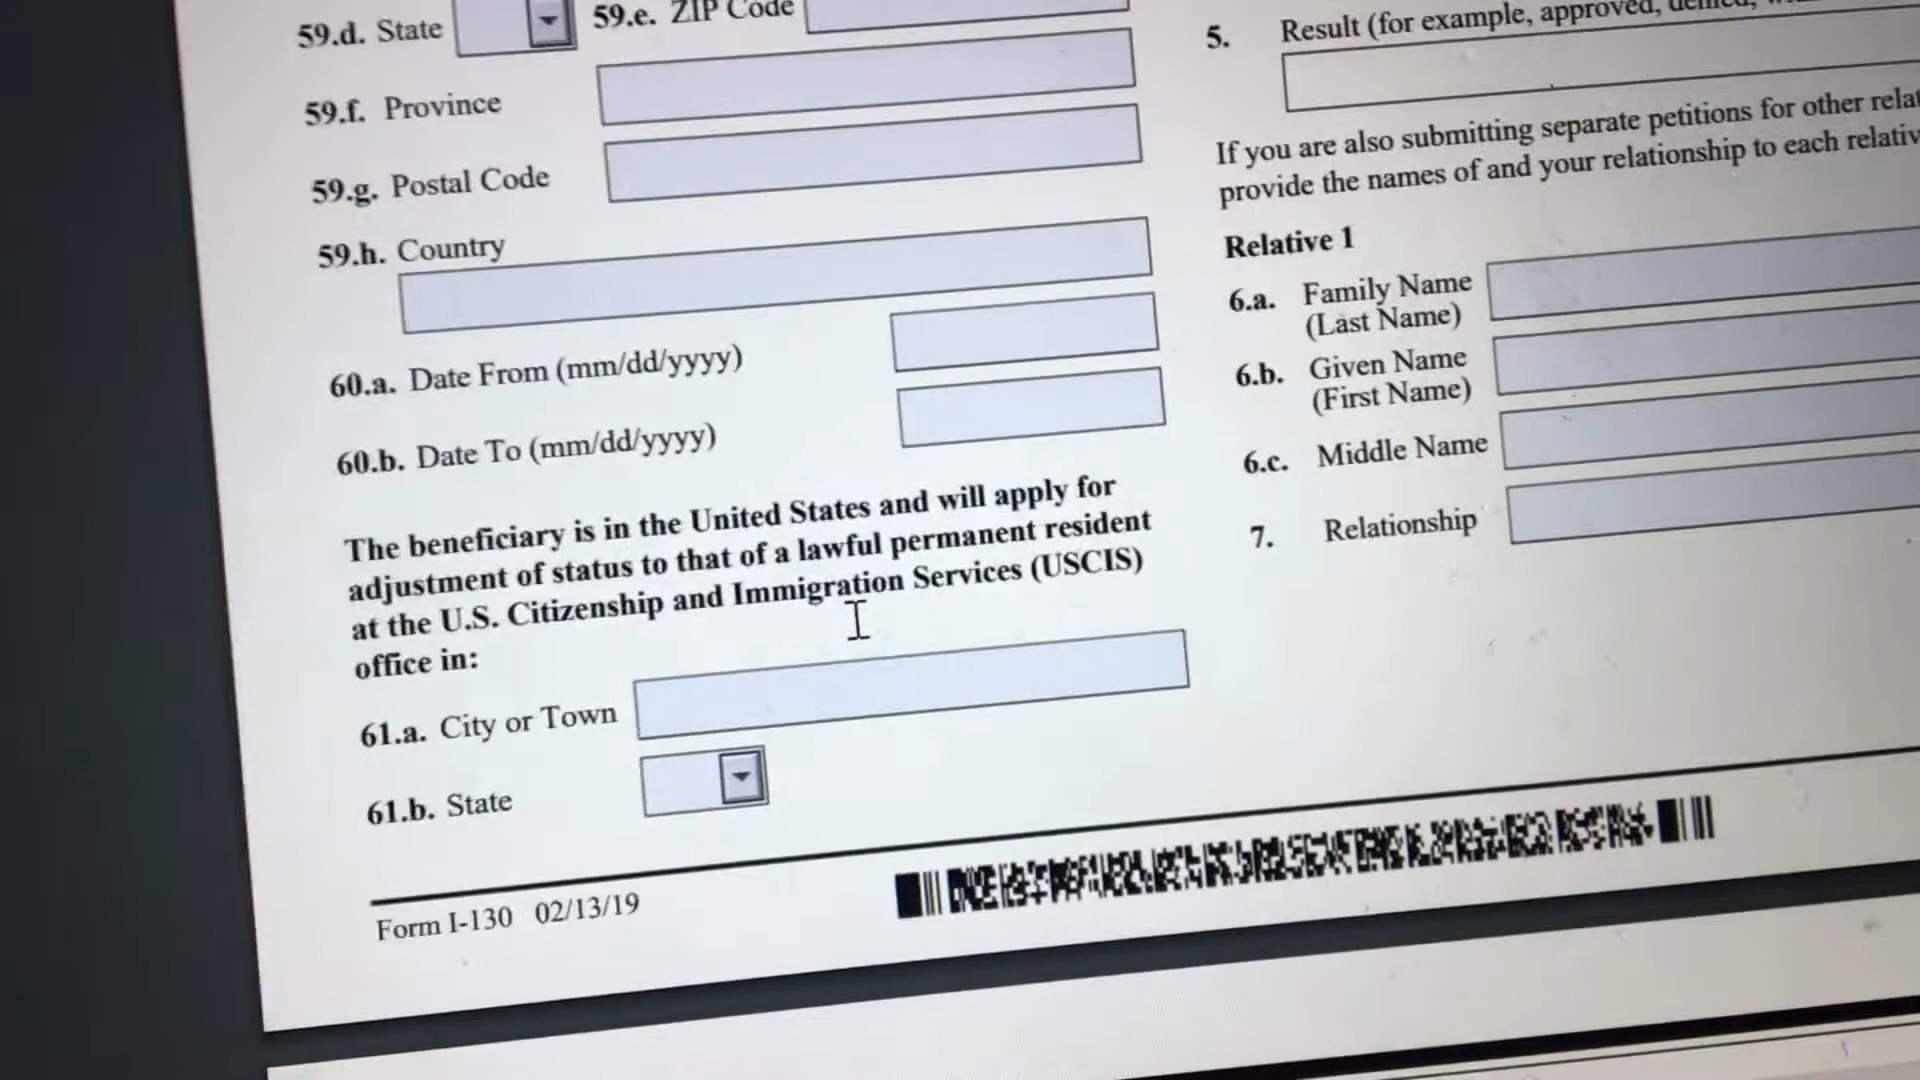 59.d. State
59.e. ZIP Code
59.f. Province
59.g. Postal Code
59.h. Country
60.a. Date From (mm/dd/yyyy)
60.b. Date To (mm/dd/yyyy)
The beneficiary is in the United States and will apply for
adjustment of status to that of a lawful permanent resident
at the U.S. Citizenship and Immigration Services (USCIS)
office in:
61.a. City or Town
61.b. State
Form I-130 02/13/19
5. Result (for example, approved, denied,
If you are also submitting separate petitions for other
provide the names of and your relationship to each
Relative 1
6.a. Family Name
(Last Name)
6.b. Given Name
(First Name)
6.c. Middle Name
7. Relationship